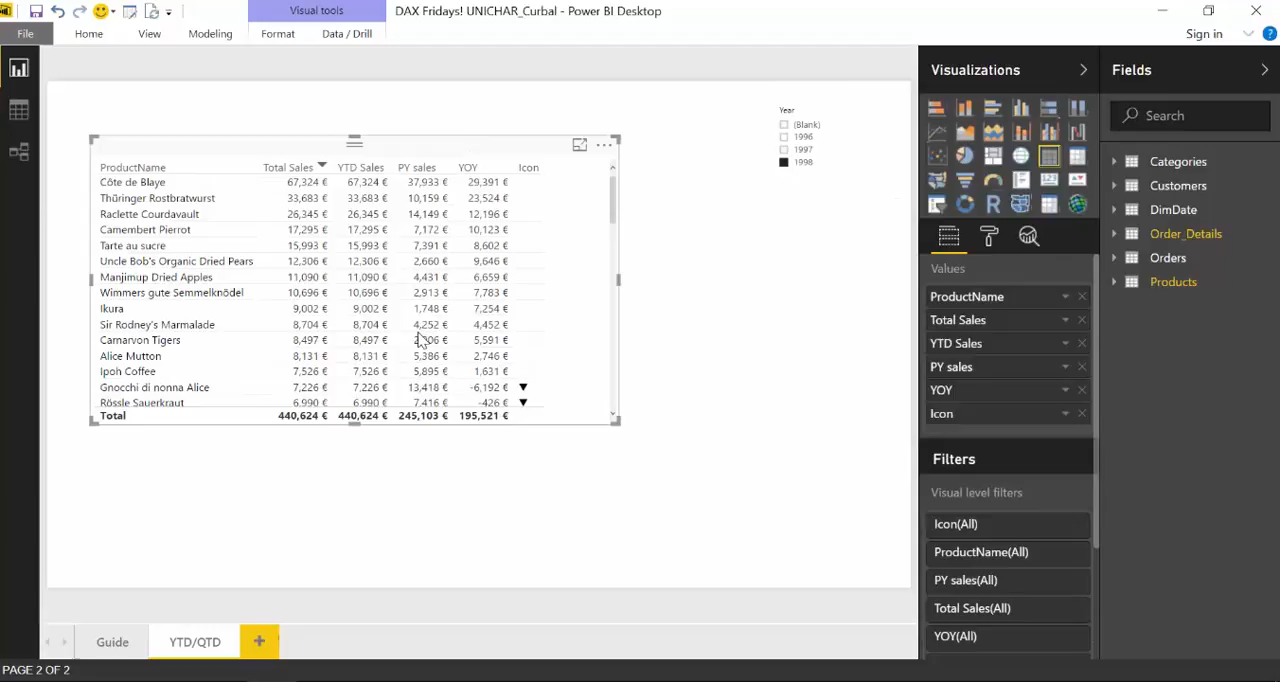 DAX Fridays! UNICHAR_Curbal - Power BI Desktop
Visual tools
File Home View Modeling Format Data / Drill Sign in
Visualizations
Fields
Search
Categories
Customers
DimDate
Order_Details
Orders
Products
Year
(Blank)
1996
1997
1998
ProductName Total Sales YTD Sales PY sales YOY Icon
Côte de Blaye 67,324 € 67,324 € 37,933 € 29,391 €
Thüringer Rostbratwurst 33,683 € 33,683 € 10,159 € 23,524 €
Raclette Courdavault 26,345 € 26,345 € 14,149 € 12,196 €
Camembert Pierrot 17,295 € 17,295 € 7,172 € 10,123 €
Tarte au sucre 15,993 € 15,993 € 7,391 € 8,602 €
Uncle Bob's Organic Dried Pears 12,306 € 12,306 € 2,660 € 9,646 €
Manjimup Dried Apples 11,090 € 11,090 € 4,431 € 6,659 €
Wimmers gute Semmelknödel 10,696 € 10,696 € 2,913 € 7,783 €
Ikura 9,002 € 9,002 € 1,748 € 7,254 €
Sir Rodney's Marmalade 8,704 € 8,704 € 4,252 € 4,452 €
Carnarvon Tigers 8,497 € 8,497 € 5,591 €
Alice Mutton 8,131 € 8,131 € 5,386 € 2,746 €
Ipoh Coffee 7,526 € 7,526 € 5,895 € 1,631 €
Gnocchi di nonna Alice 7,226 € 7,226 € 13,418 € -6,192 € ▼
Rössle Sauerkraut 6,990 € 6,990 € 7,416 € -426 € ▼
Total 440,624 € 440,624 € 245,103 € 195,521 €
Values
ProductName
Total Sales
YTD Sales
PY sales
YOY
Icon
Filters
Visual level filters
Icon(All)
ProductName(All)
PY sales(All)
Total Sales(All)
YOY(All)
Guide YTD/QTD
PAGE 2 OF 2